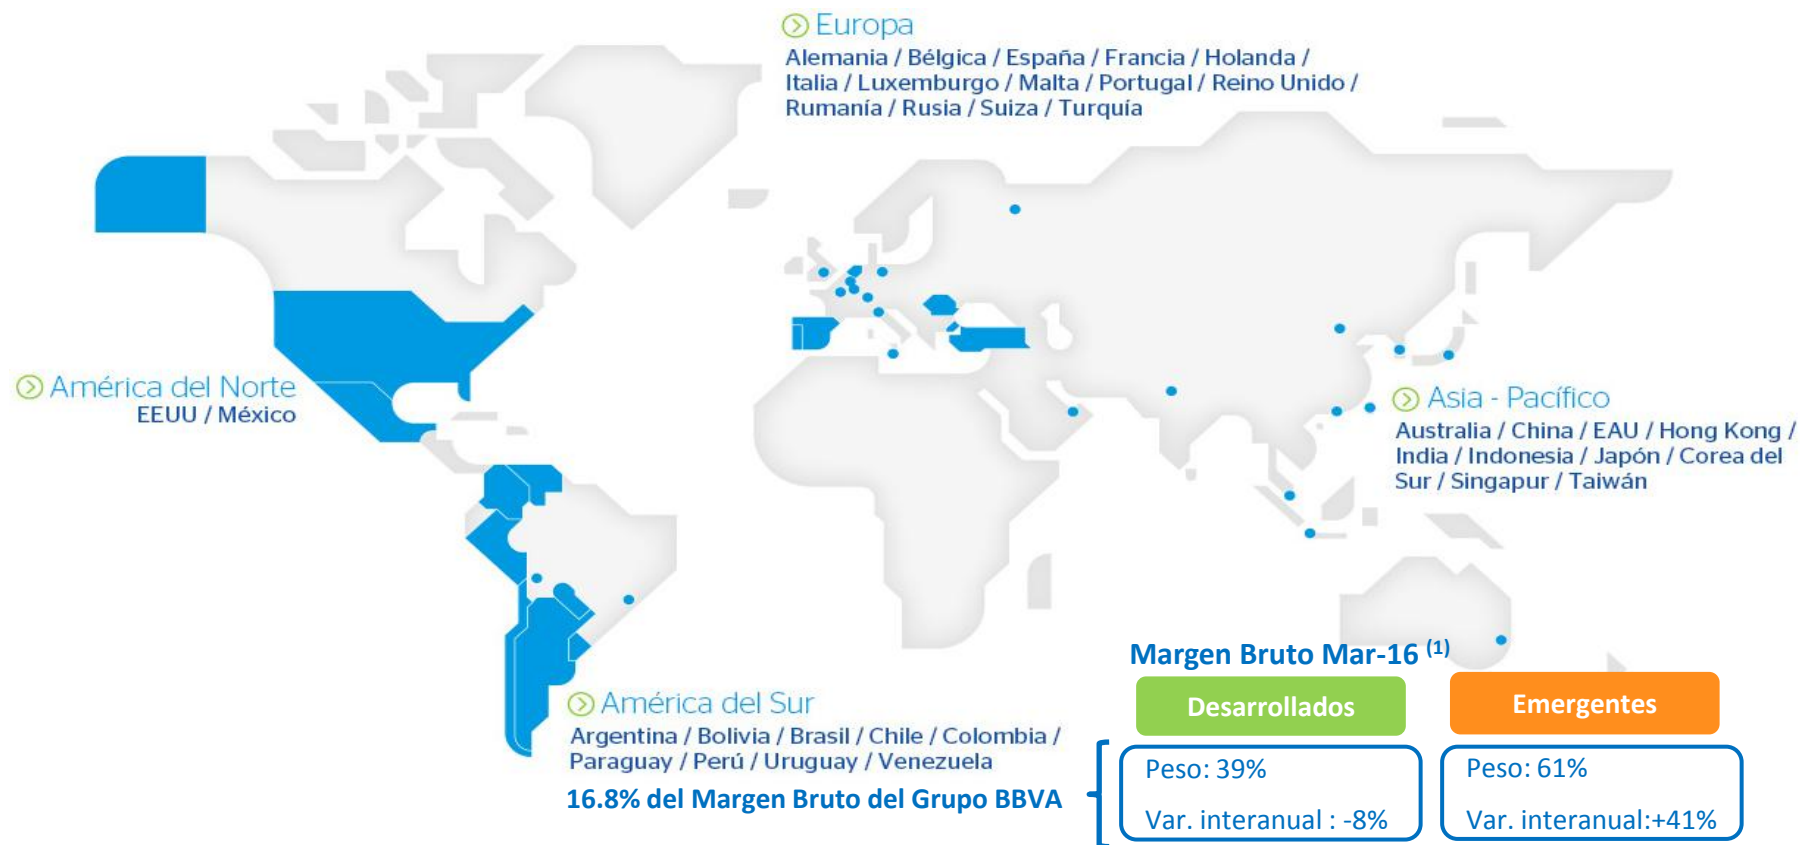 Europa
Alemania / Bélgica / España / Francia / Holanda /
Italia / Luxemburgo / Malta / Portugal / Reino Unido /
Rumanía / Rusia / Suiza / Turquía
América del Norte
EEUU / México
Asia - Pacífico
Australia / China / EAU / Hong Kong /
India / Indonesia / Japón / Corea del
Sur / Singapur / Taiwán
América del Sur
Argentina / Bolivia / Brasil / Chile / Colombia /
Paraguay / Perú / Uruguay / Venezuela
16.8% del Margen Bruto del Grupo BBVA
Margen Bruto Mar-16 (1)
Desarrollados
Peso: 39%
Var. interanual : -8%
Emergentes
Peso: 61%
Var. interanual:+41%